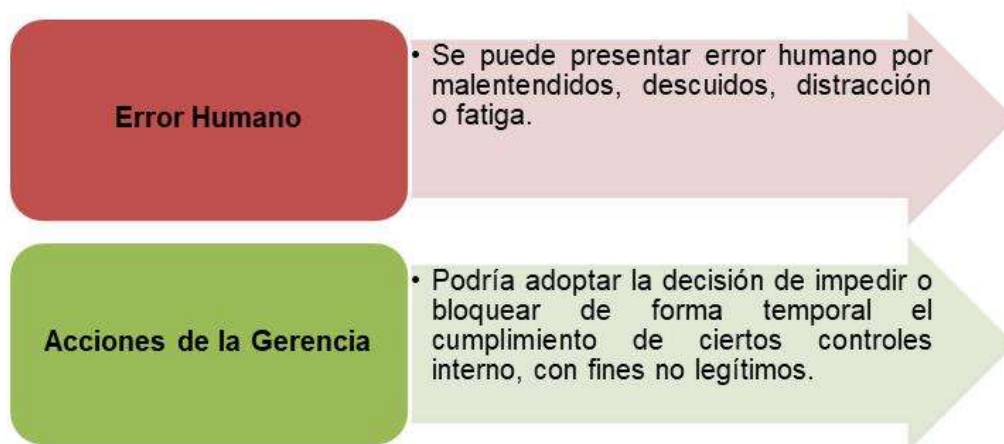 Error Humano
• Se puede presentar error humano por
malentendidos, descuidos, distracción
o fatiga.
Acciones de la Gerencia
• Podría adoptar la decisión de impedir o
bloquear de forma temporal el
cumplimiento de ciertos controles
interno, con fines no legítimos.